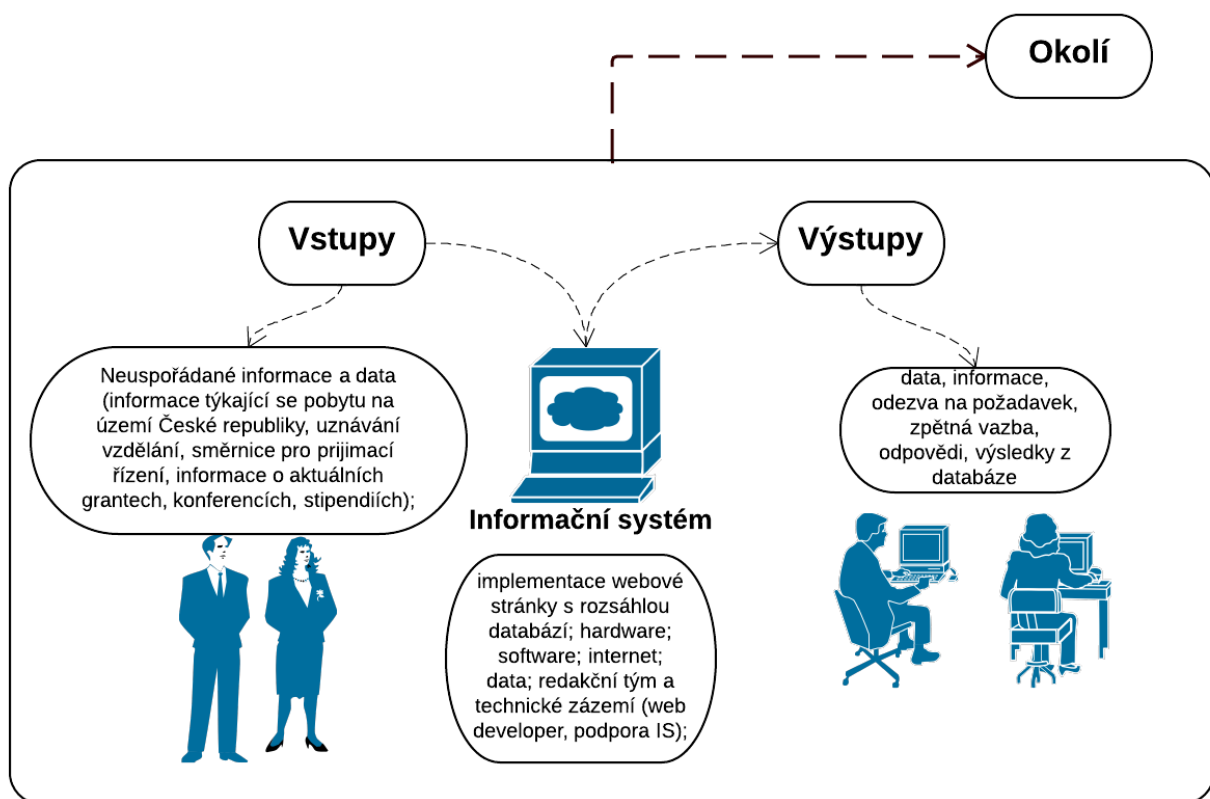 Okolí
Vstupy
Výstupy
Neuspořádané informace a data
(informace týkající se pobytu na
území České republiky, uznávání
vzdělání, směrnice pro prijimací
řízení, informace o aktuálních
grantech, konferencích, stipendiích);
data, informace,
odezva na požadavek,
zpětná vazba,
odpovědi, výsledky z
databáze
Informační systém
implementace webové
stránky s rozsáhlou
databází; hardware;
software; internet;
data; redakční tým a
technické zázemí (web
developer, podpora IS);